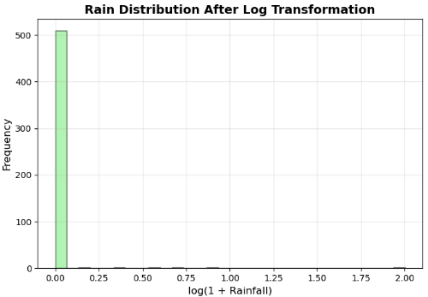 Rain Distribution After Log Transformation
500
400
300
200
100
0
Frequency
0.00 0.25 0.50 0.75 1.00 1.25 1.50 1.75 2.00
log(1 + Rainfall)